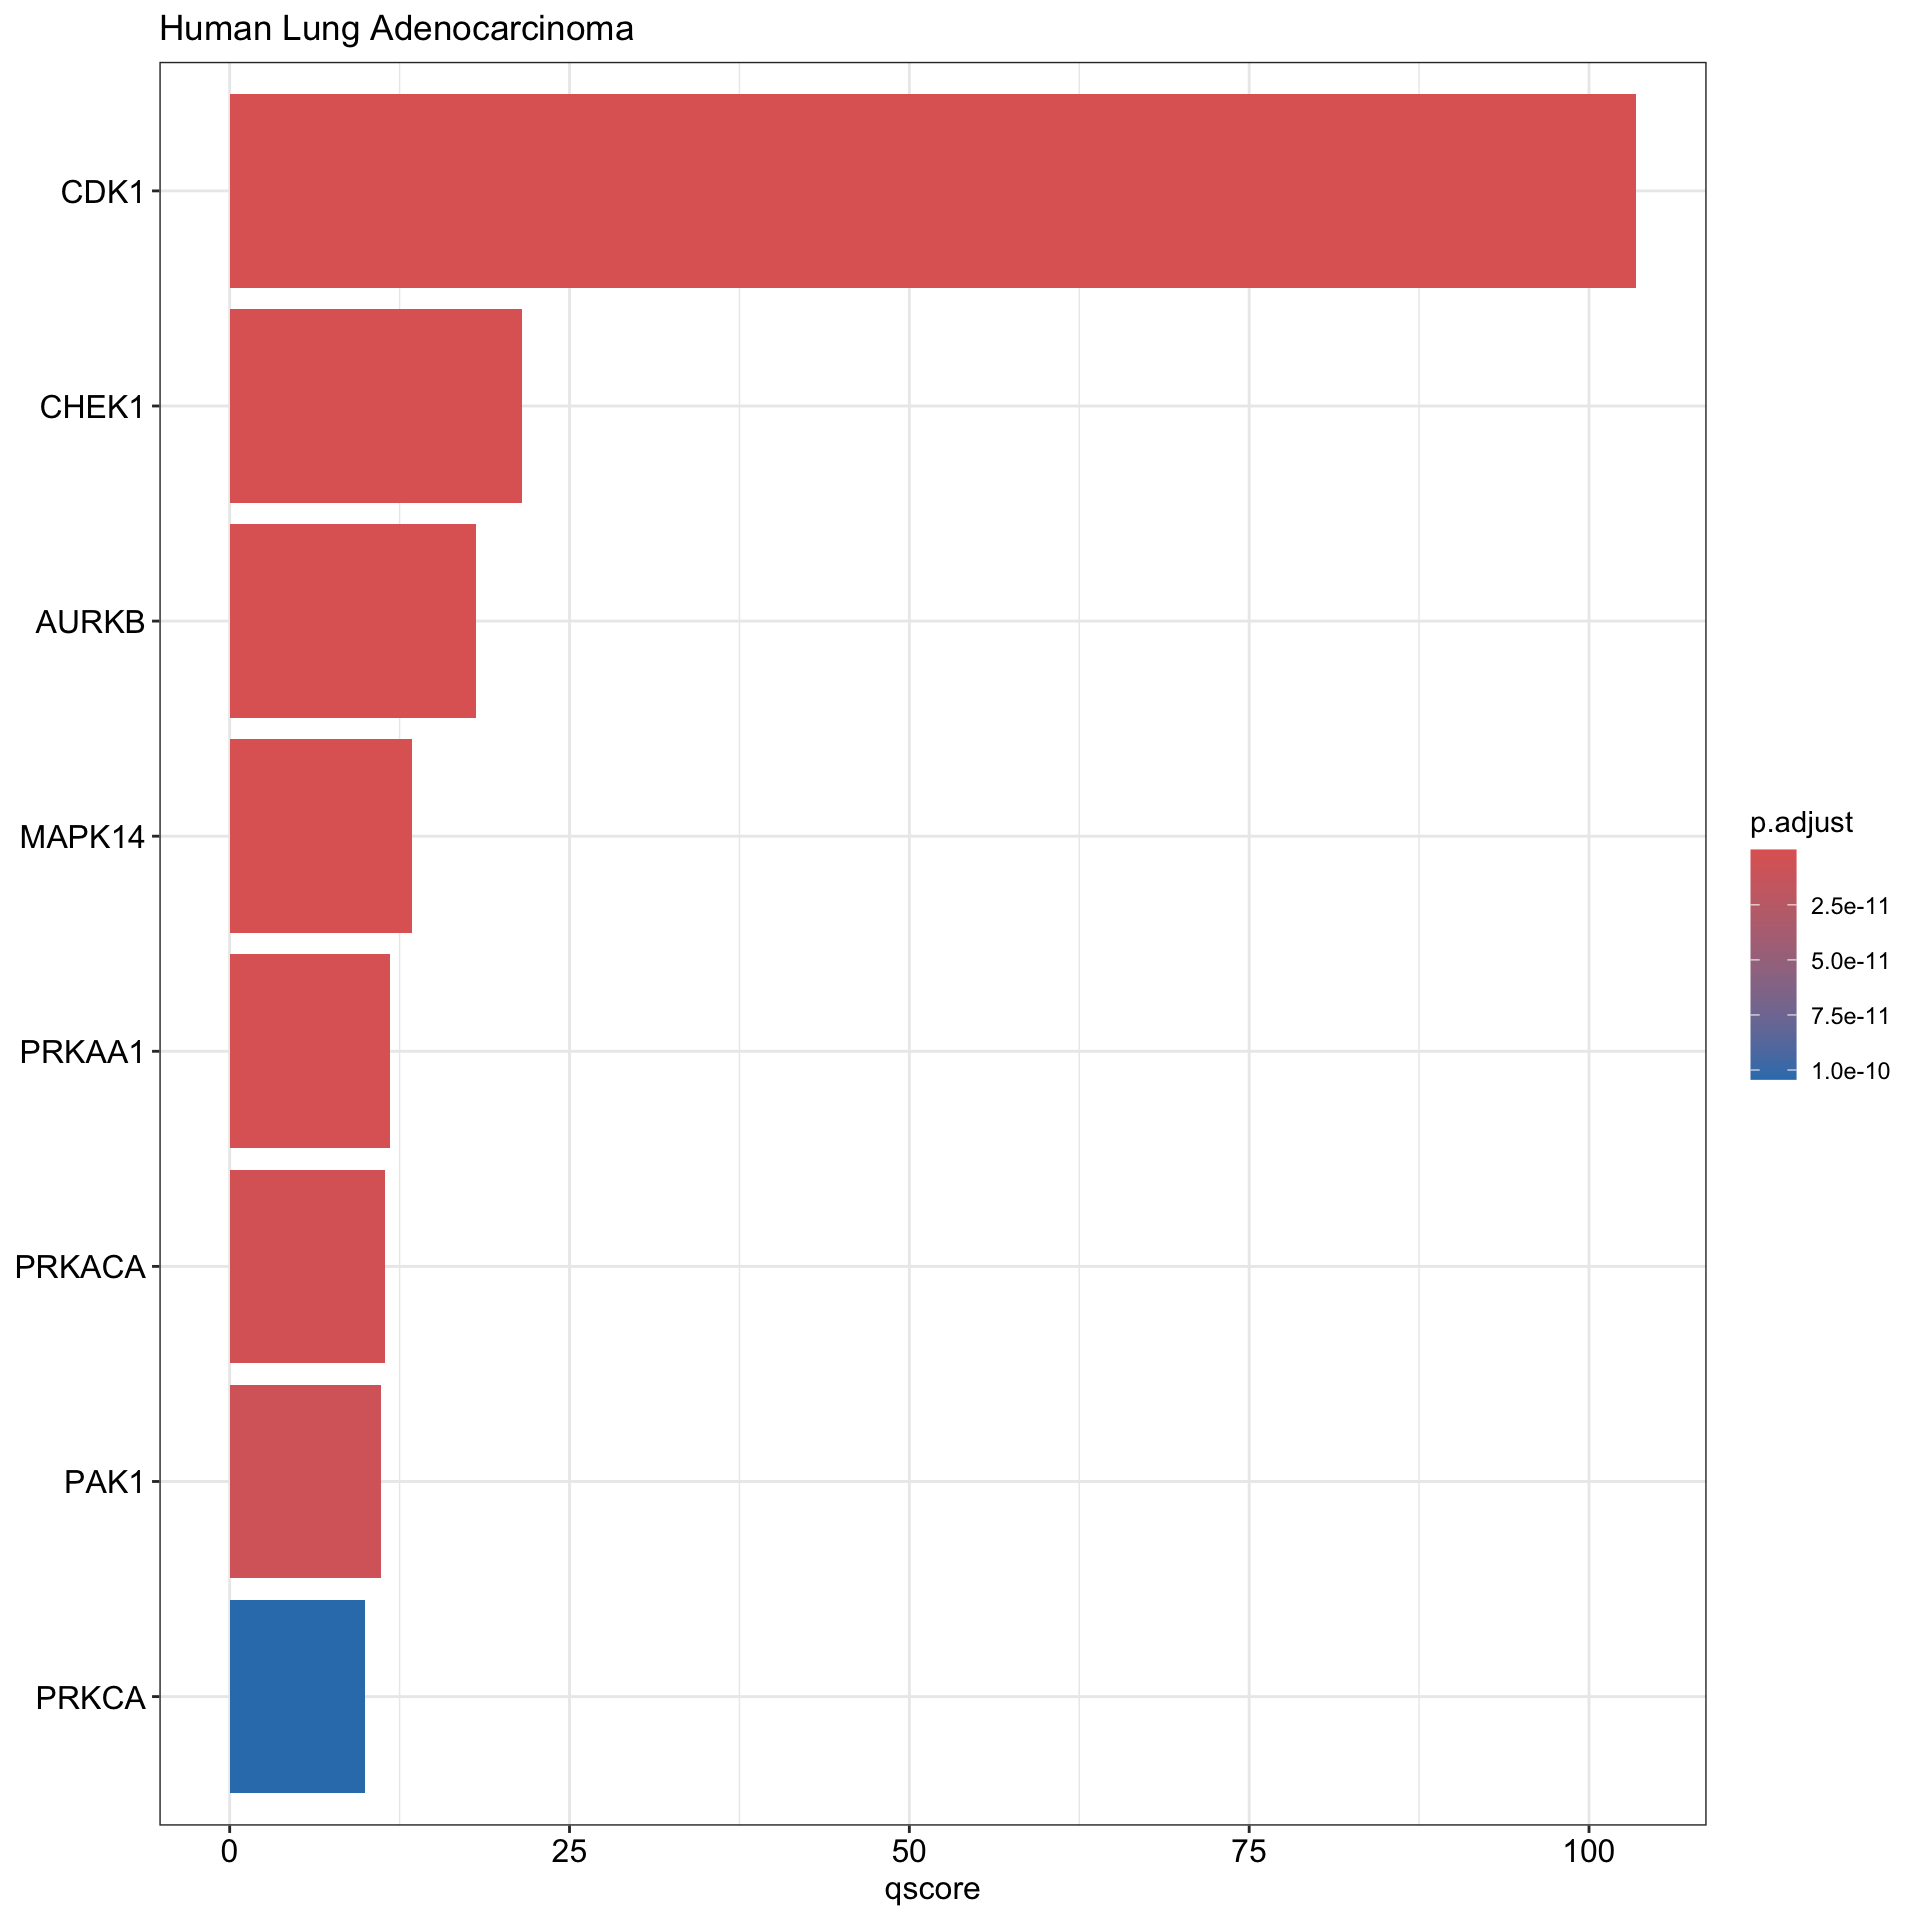 Human Lung Adenocarcinoma
CDK1
CHEK1
AURKB
MAPK14
PRKAA1
PRKACA
PAK1
PRKCA
0 25 50 75 100
qscore
p.adjust
2.5e-11
5.0e-11
7.5e-11
1.0e-10